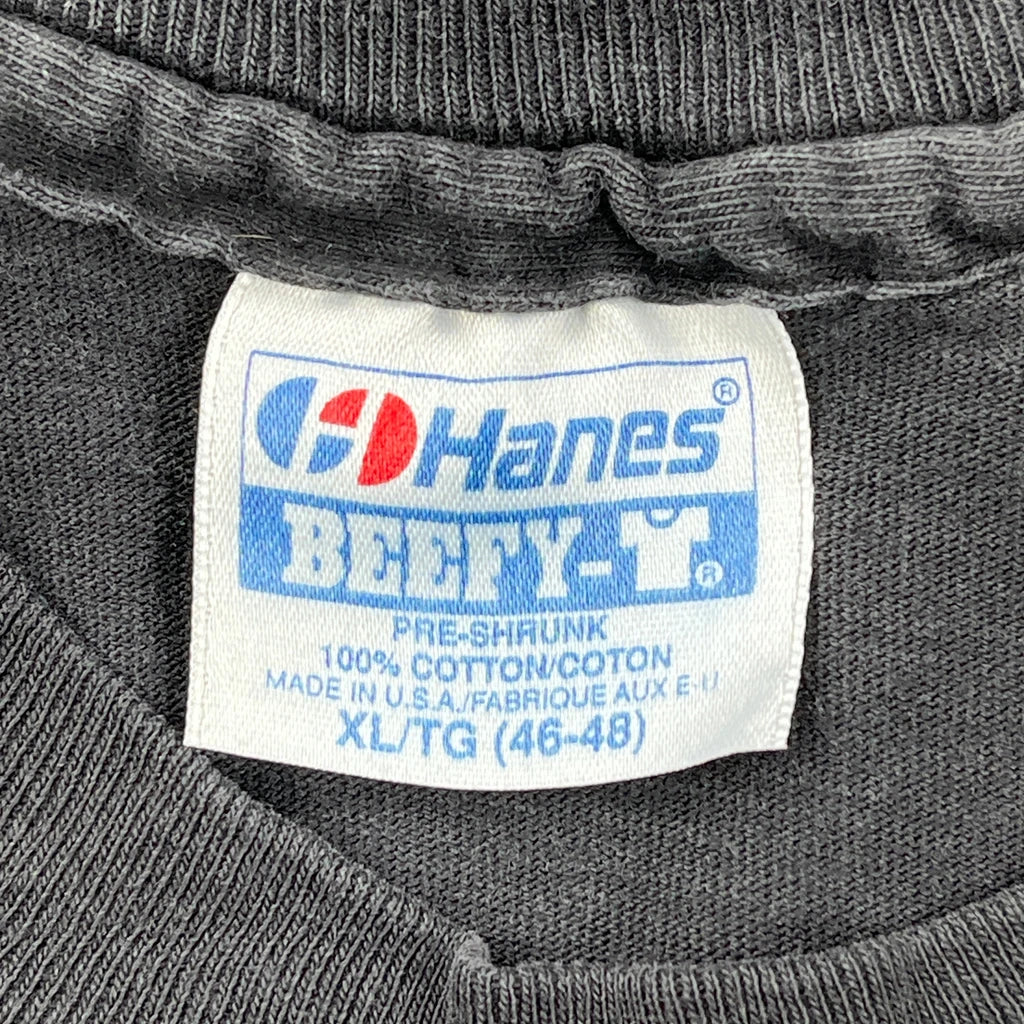 Hanes®
BEEFY-T®
PRE-SHRUNK
100% COTTON/COTON
MADE IN U.S.A./FABRIQUE AUX E-U
XL/TG (46-48)